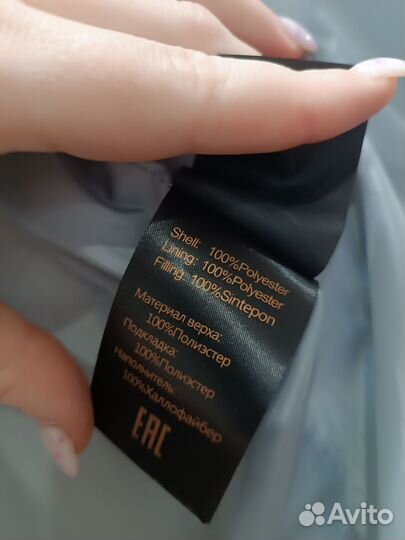 Shell: 100%Polyester
Lining: 100%Polyester
Filling: 100%Sintepon
Материал верха:
100%Полиэстер
Подкладка:
100%Полиэстер
Наполнитель:
100%Халлофайбер
EAC
Avito